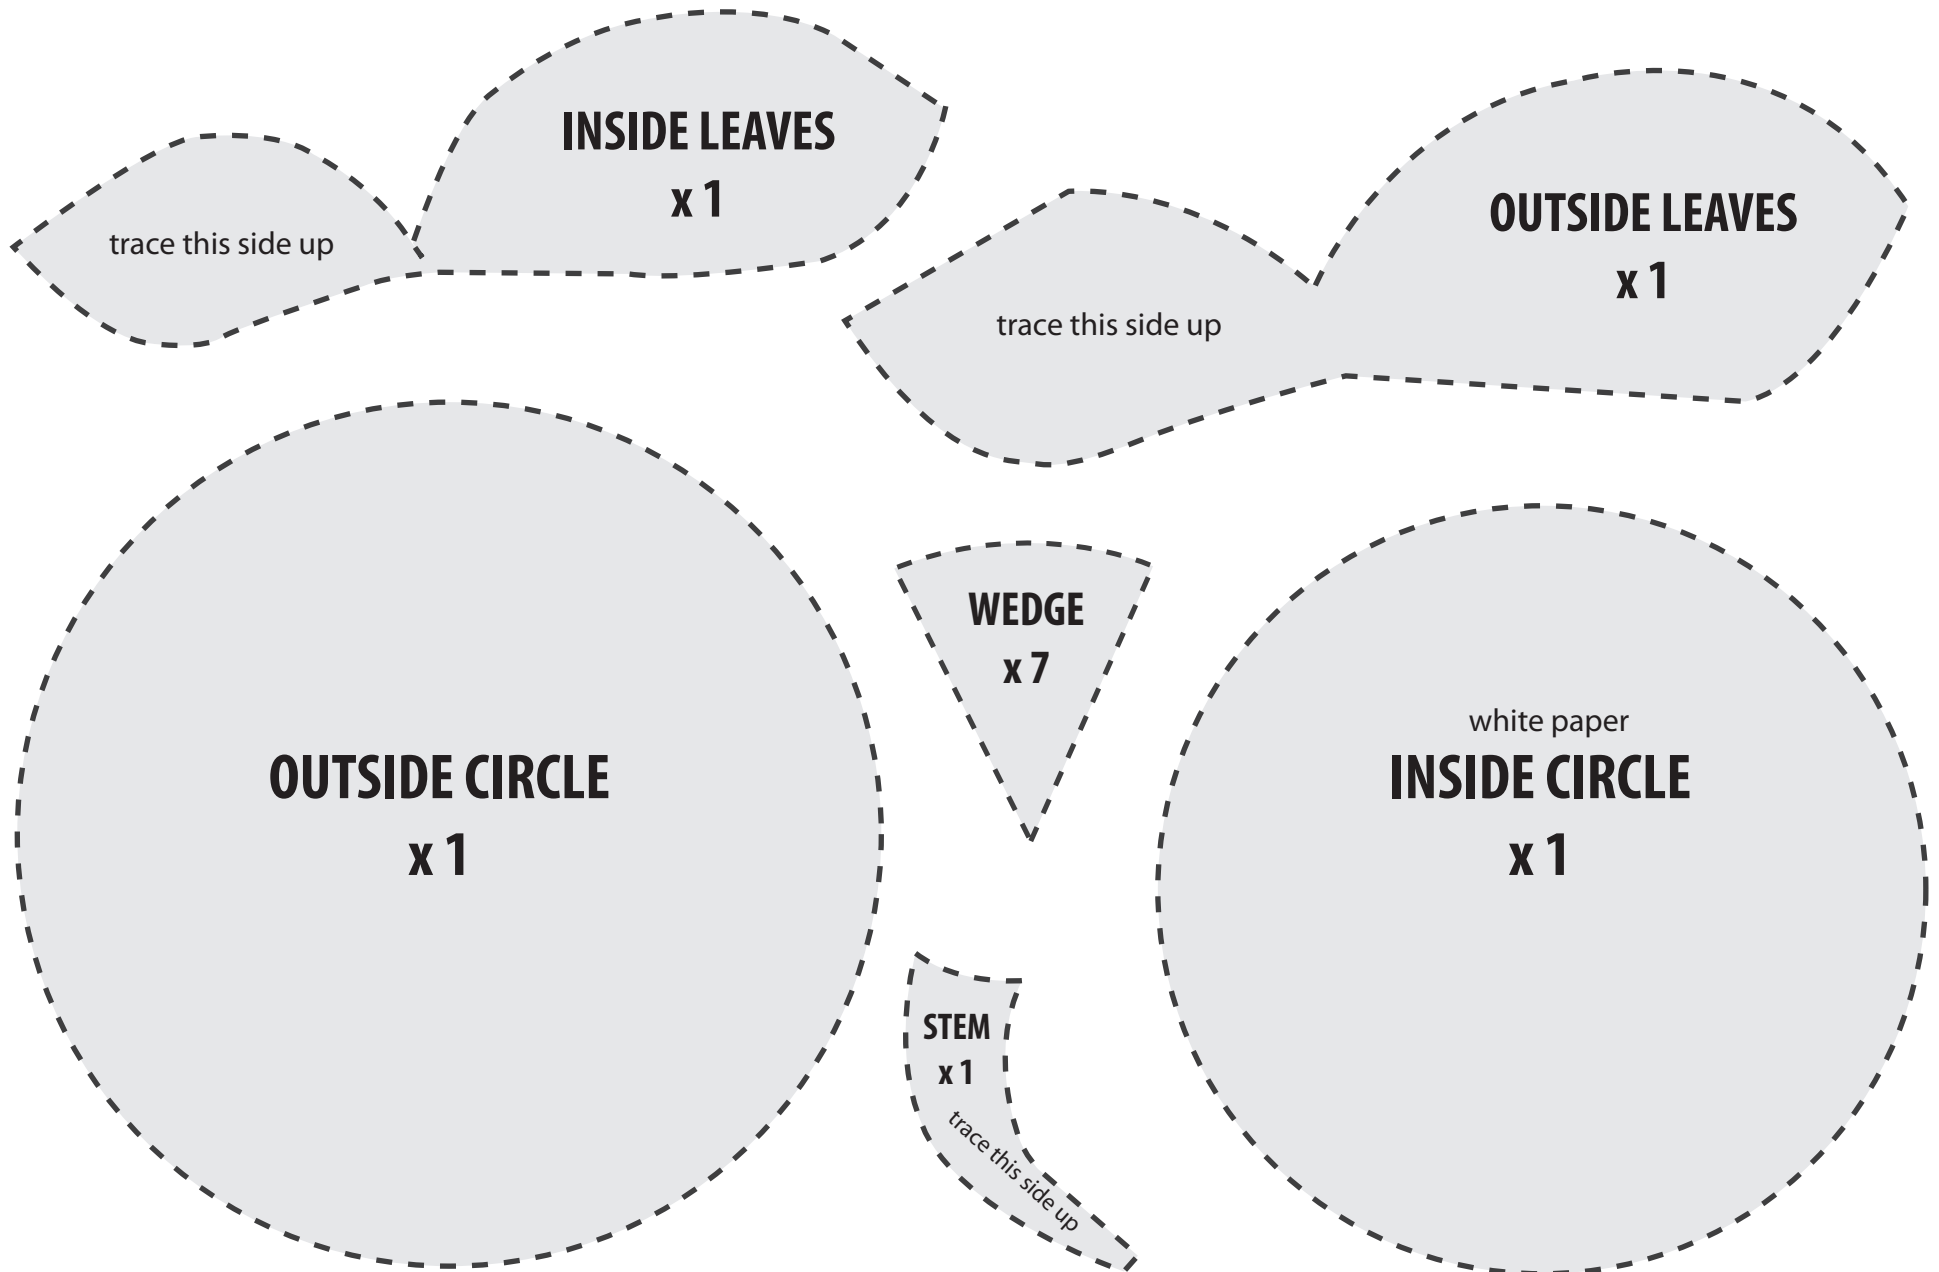 INSIDE LEAVES
x 1
trace this side up
OUTSIDE LEAVES
x 1
trace this side up
OUTSIDE CIRCLE
x 1
WEDGE
x 7
white paper
INSIDE CIRCLE
x 1
STEM
x 1
trace this side up